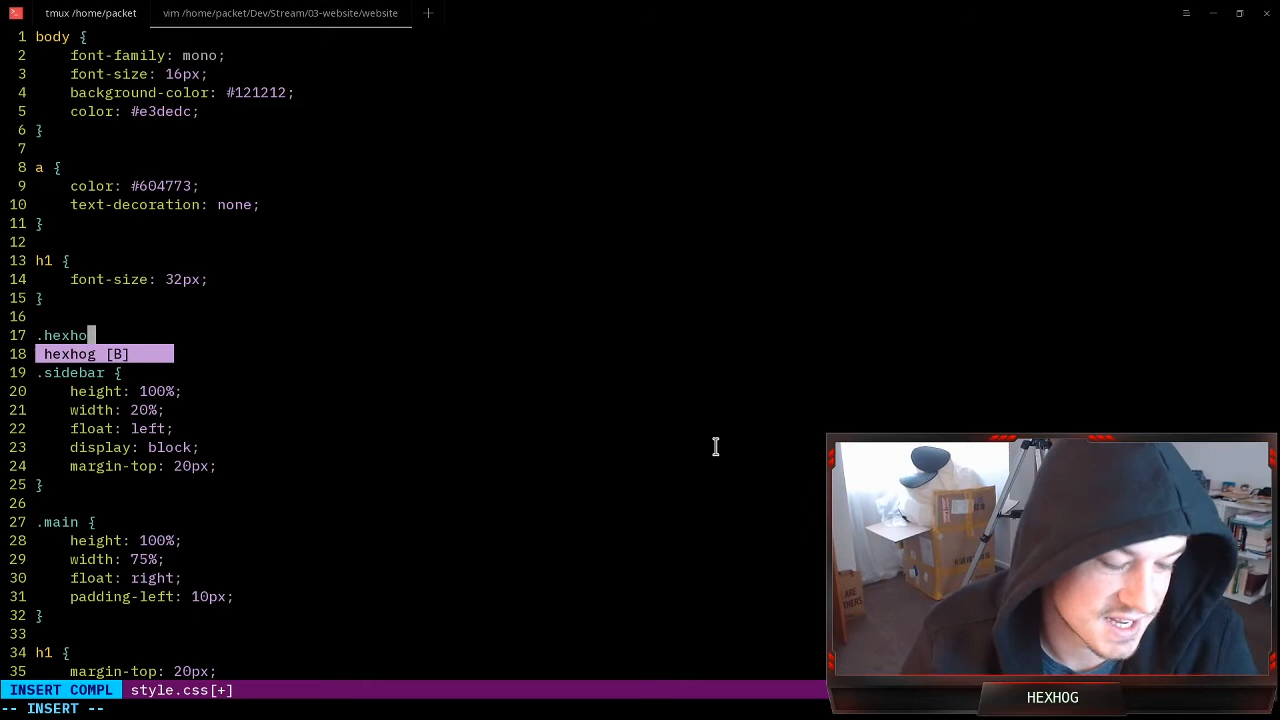 tmux /home/packet
vim /home/packet/Dev/Stream/03-website/website
1 body {
2 font-family: mono;
3 font-size: 16px;
4 background-color: #121212;
5 color: #e3dedc;
6 }
7
8 a {
9 color: #604773;
10 text-decoration: none;
11 }
12
13 h1 {
14 font-size: 32px;
15 }
16
17 .hexho
18 hexhog [B]
19 .sidebar {
20 height: 100%;
21 width: 20%;
22 float: left;
23 display: block;
24 margin-top: 20px;
25 }
26
27 .main {
28 height: 100%;
29 width: 75%;
30 float: right;
31 padding-left: 10px;
32 }
33
34 h1 {
35 margin-top: 20px;
INSERT COMPL style.css[+]
-- INSERT --
ARE
THERS
HEXHOG